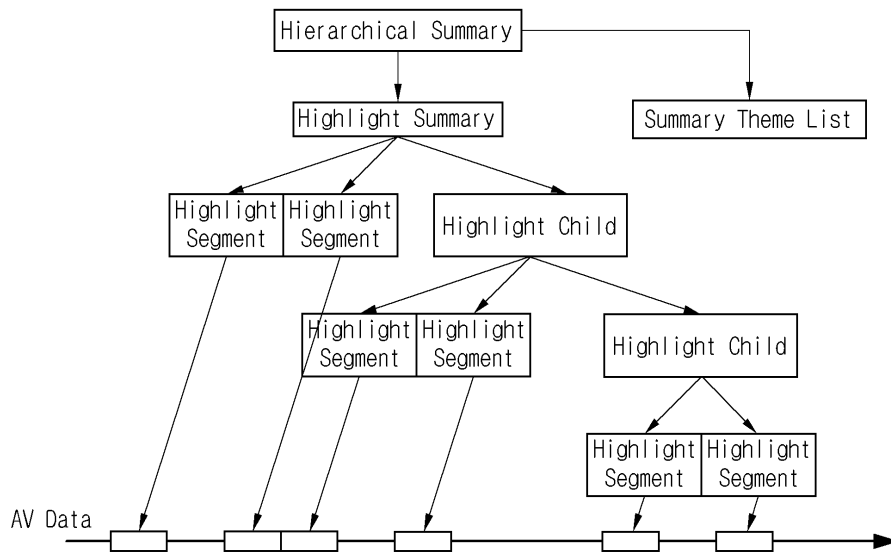 Hierarchical Summary
Highlight Summary
Summary Theme List
Highlight
Segment
Highlight
Segment
Highlight Child
Highlight
Segment
Highlight
Segment
Highlight Child
Highlight
Segment
Highlight
Segment
AV Data